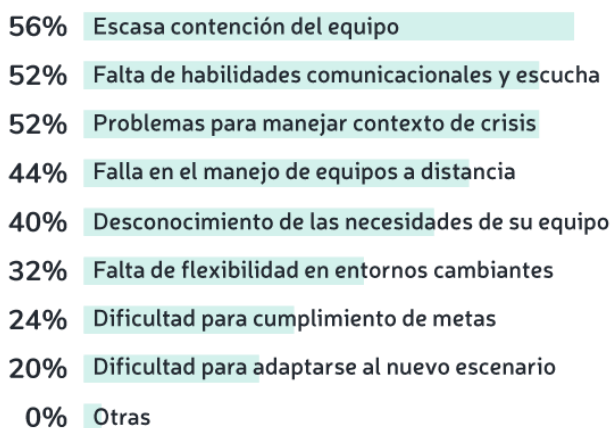 56% Escasa contención del equipo
52% Falta de habilidades comunicacionales y escucha
52% Problemas para manejar contexto de crisis
44% Falla en el manejo de equipos a distancia
40% Desconocimiento de las necesidades de su equipo
32% Falta de flexibilidad en entornos cambiantes
24% Dificultad para cumplimiento de metas
20% Dificultad para adaptarse al nuevo escenario
0% Otras